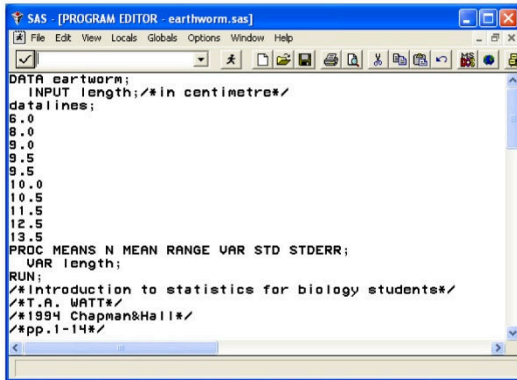 SAS - [PROGRAM EDITOR - earthworm.sas]
File Edit View Locals Globals Options Window Help
DATA eartworm;
INPUT length;/*in centimetre*/
datalines;
6.0
8.0
9.0
9.5
9.5
10.0
10.5
11.5
12.5
13.5
PROC MEANS N MEAN RANGE VAR STD STDERR;
VAR length;
RUN;
/*Introduction to statistics for biology students*/
/*T.A. WATT*/
/*1994 Chapman&Hall*/
/*pp.1-14*/